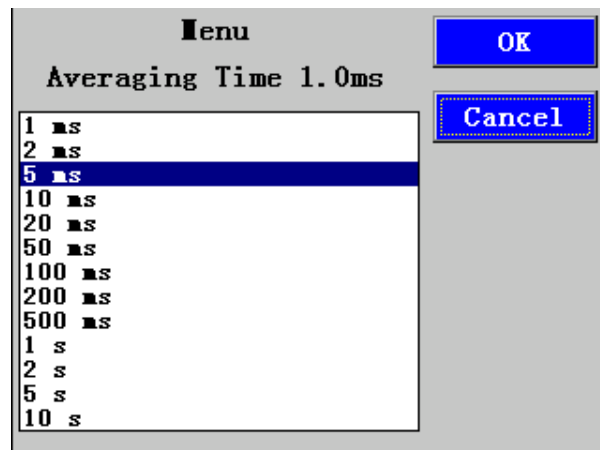 Menu
Averaging Time 1.0ms
OK
Cancel
1 ms
2 ms
5 ms
10 ms
20 ms
50 ms
100 ms
200 ms
500 ms
1 s
2 s
5 s
10 s